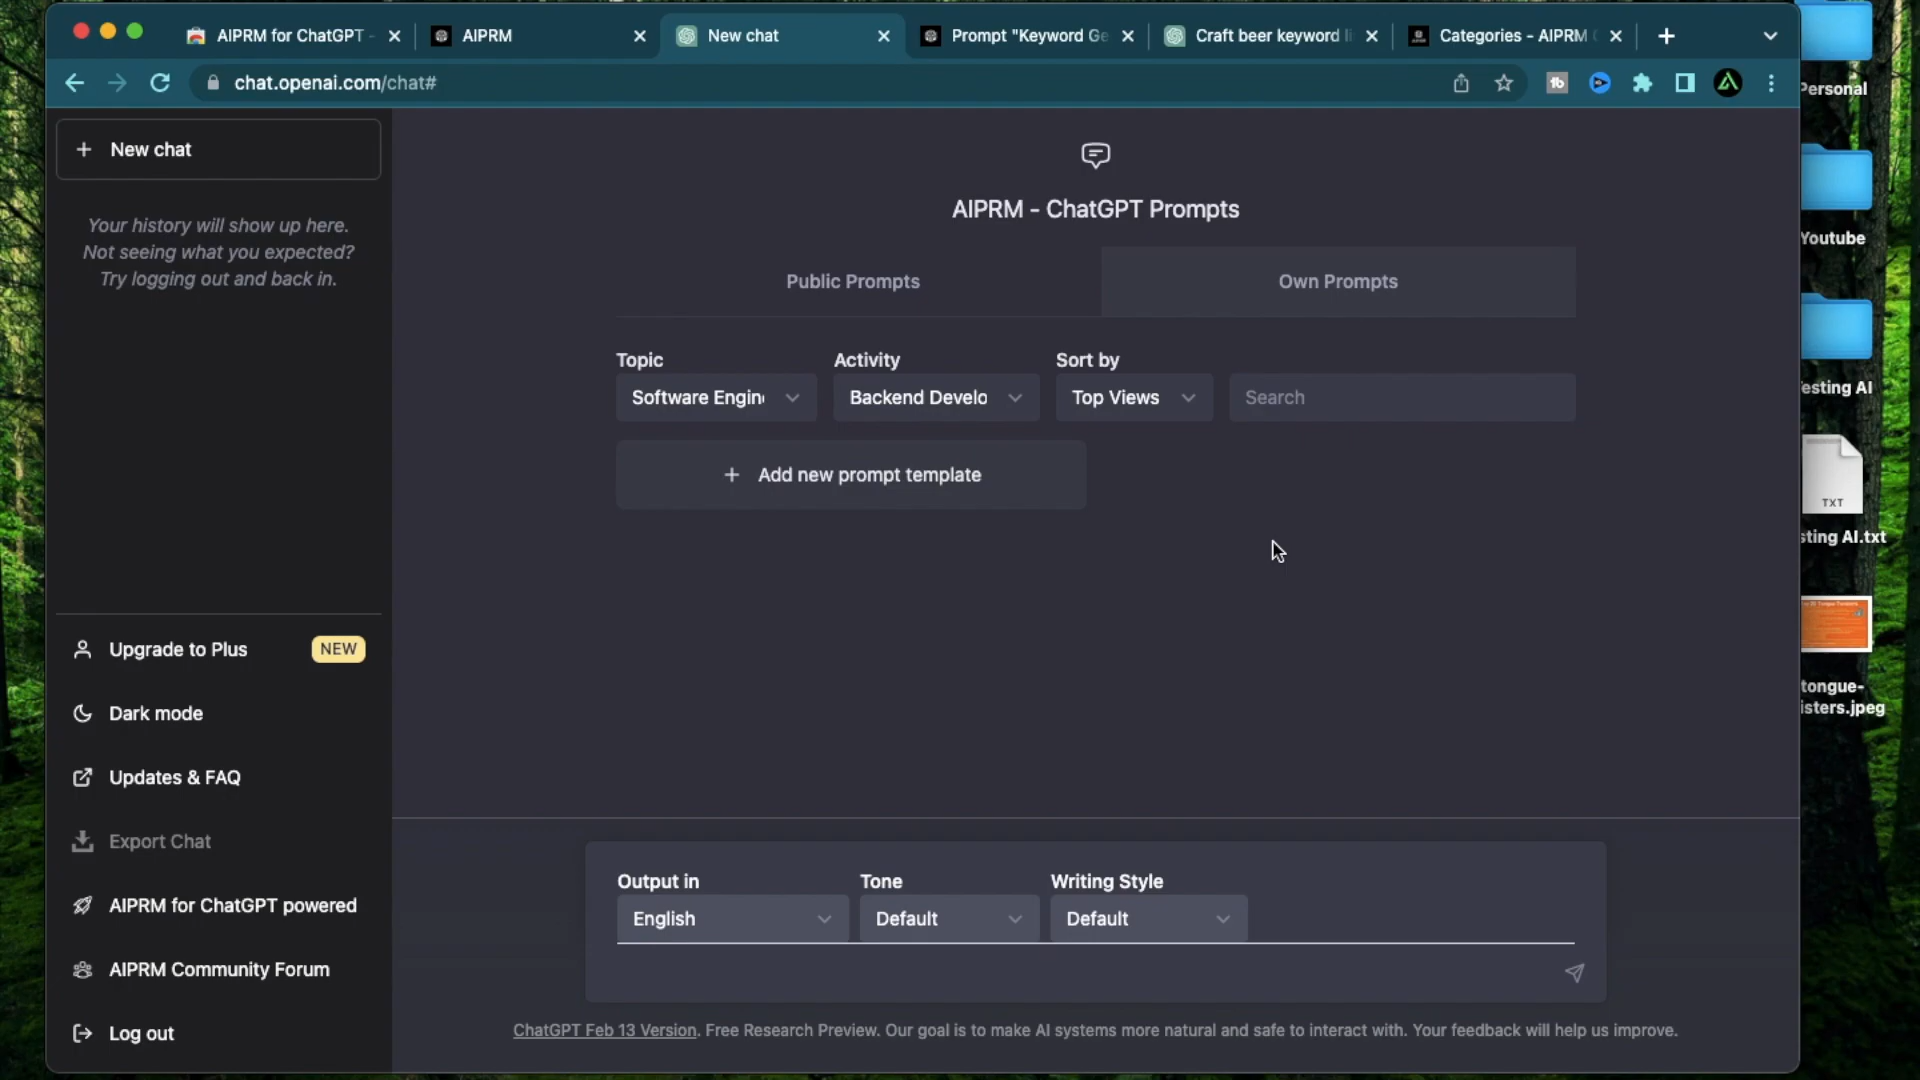 AIPRM for ChatGPT -
AIPRM
New chat
Prompt "Keyword Ge
Craft beer keyword li
Categories - AIPRM
chat.openai.com/chat#
New chat
Your history will show up here.
Not seeing what you expected?
Try logging out and back in.
Upgrade to Plus
NEW
Dark mode
Updates & FAQ
Export Chat
AIPRM for ChatGPT powered
AIPRM Community Forum
Log out
AIPRM - ChatGPT Prompts
Public Prompts
Own Prompts
Topic
Activity
Sort by
Software Engin
Backend Develo
Top Views
Search
+ Add new prompt template
Output in
Tone
Writing Style
English
Default
Default
ChatGPT Feb 13 Version. Free Research Preview. Our goal is to make AI systems more natural and safe to interact with. Your feedback will help us improve.
Personal
Youtube
esting AI
TXT
sting AI.txt
tongue-
isters.jpeg